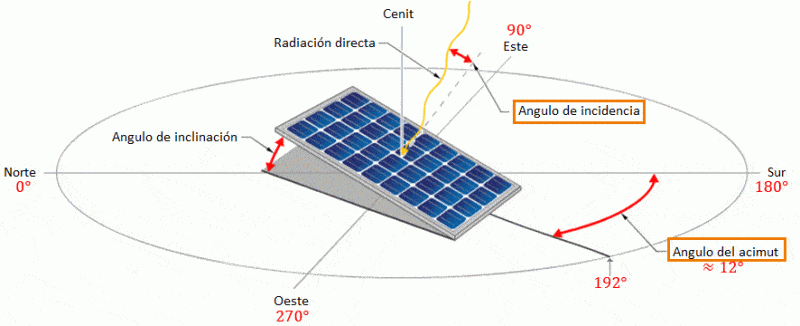 Cenit
90°
Este
Radiación directa
Angulo de incidencia
Angulo de inclinación
Norte
0°
Sur
180°
Angulo del acimut
≈ 12°
192°
Oeste
270°